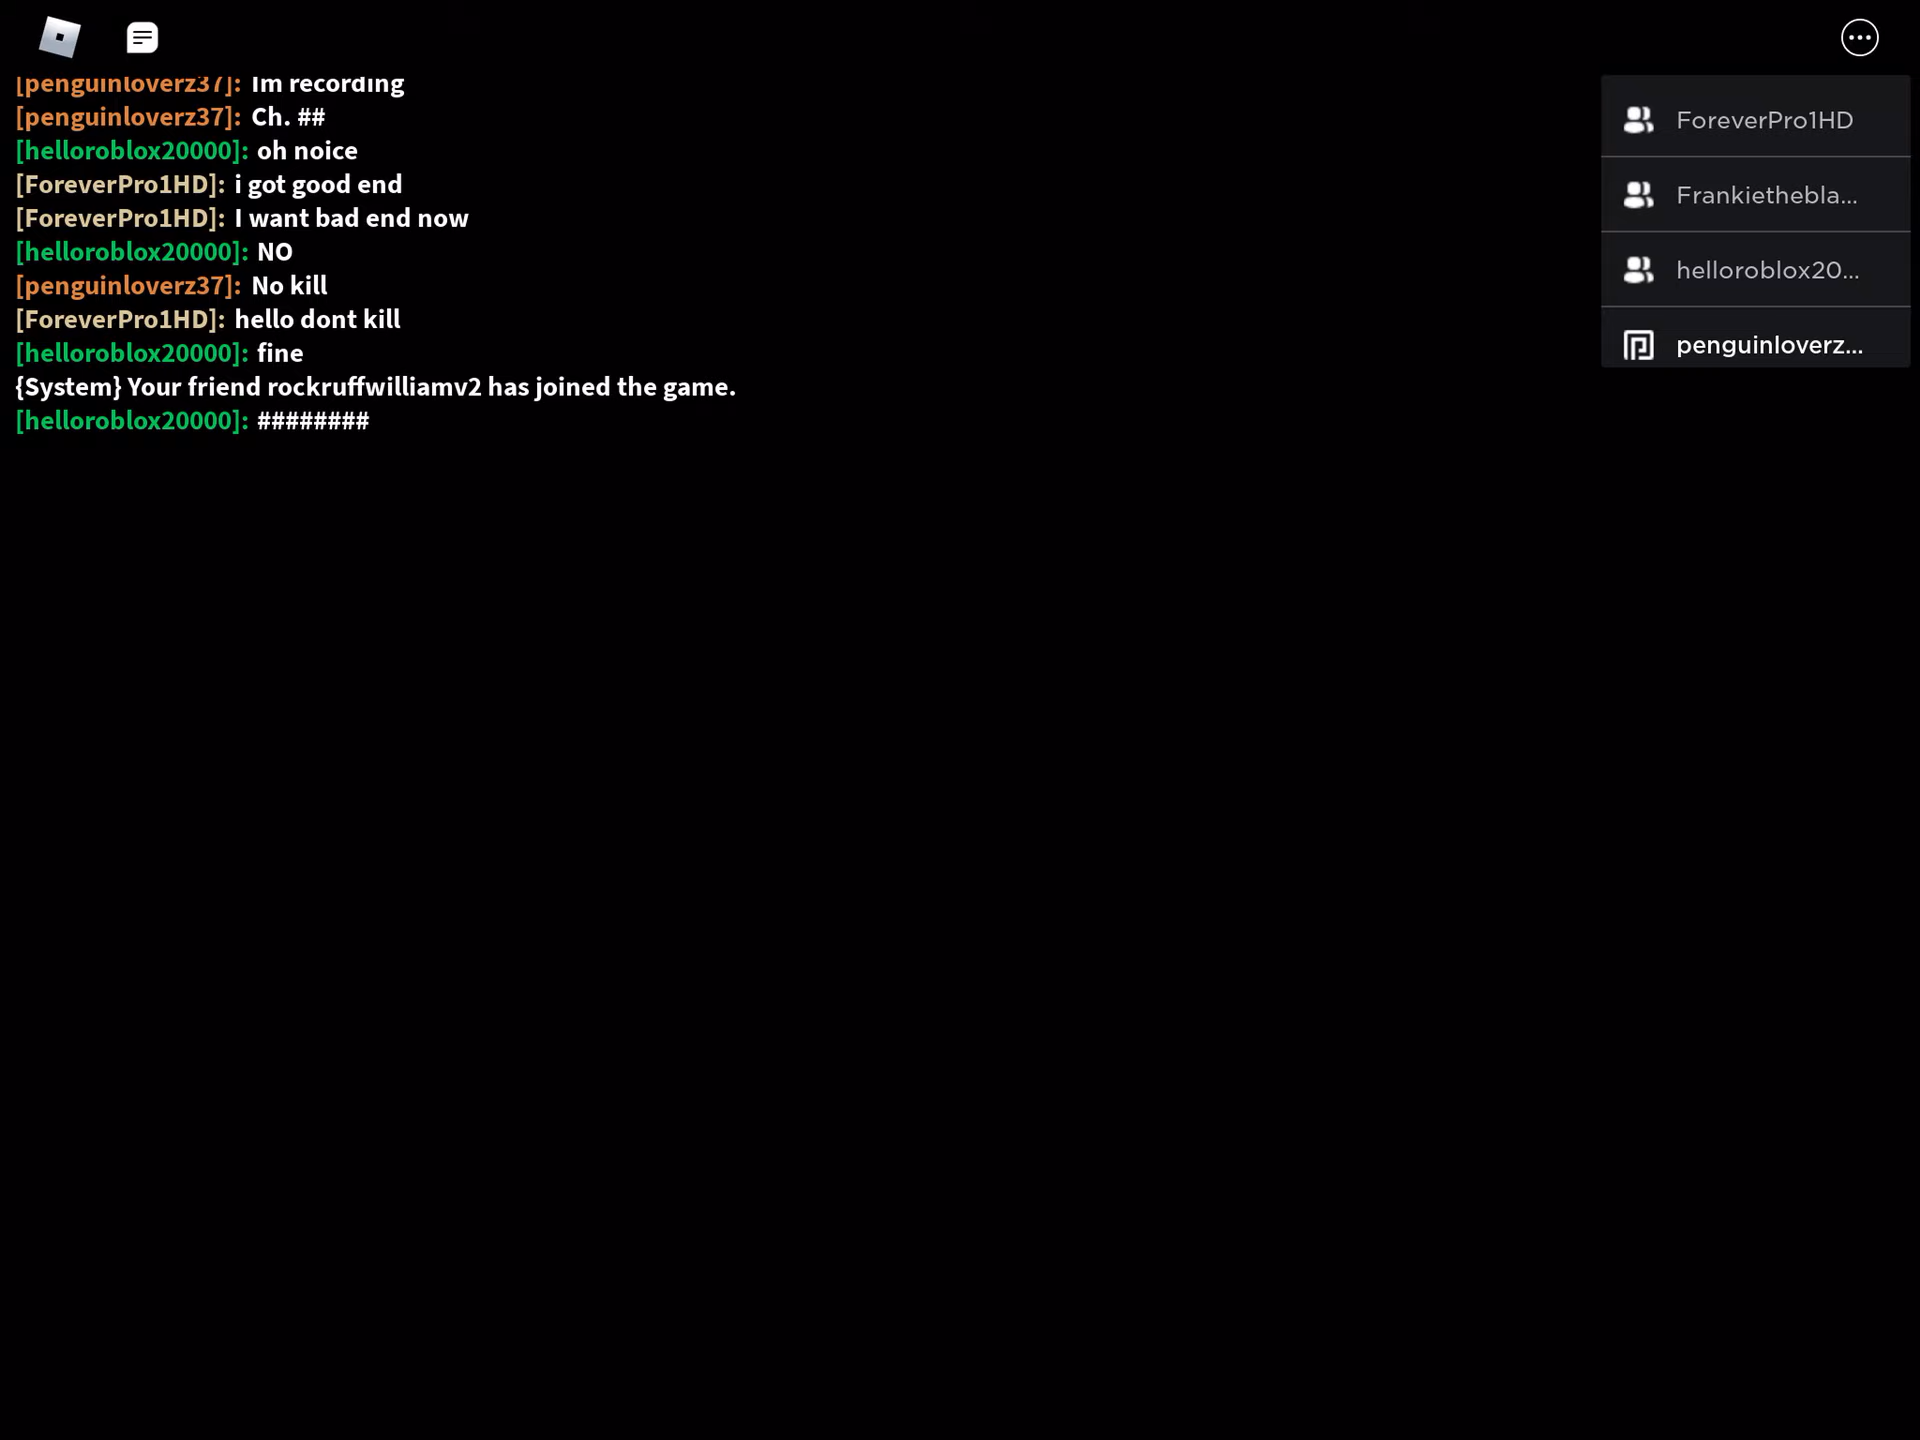 [penguinloverz37]: Im recording
[penguinloverz37]: Ch. ##
[helloroblox20000]: oh noice
[ForeverPro1HD]: i got good end
[ForeverPro1HD]: I want bad end now
[helloroblox20000]: NO
[penguinloverz37]: No kill
[ForeverPro1HD]: hello dont kill
[helloroblox20000]: fine
{System} Your friend rockruffwilliamv2 has joined the game.
[helloroblox20000]: ########
ForeverPro1HD
Frankiethebla...
helloroblox20...
penguinloverz...